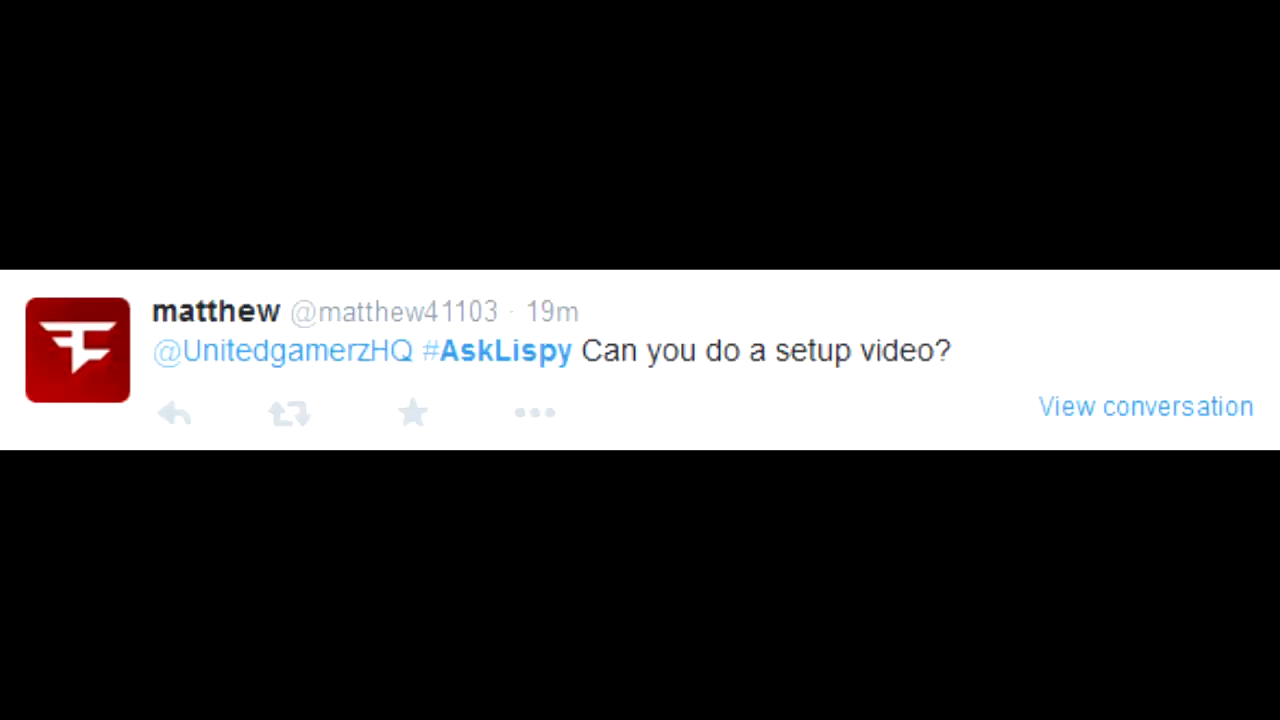 matthew @matthew41103 · 19m
@UnitedgamerzHQ #AskLispy Can you do a setup video?
View conversation